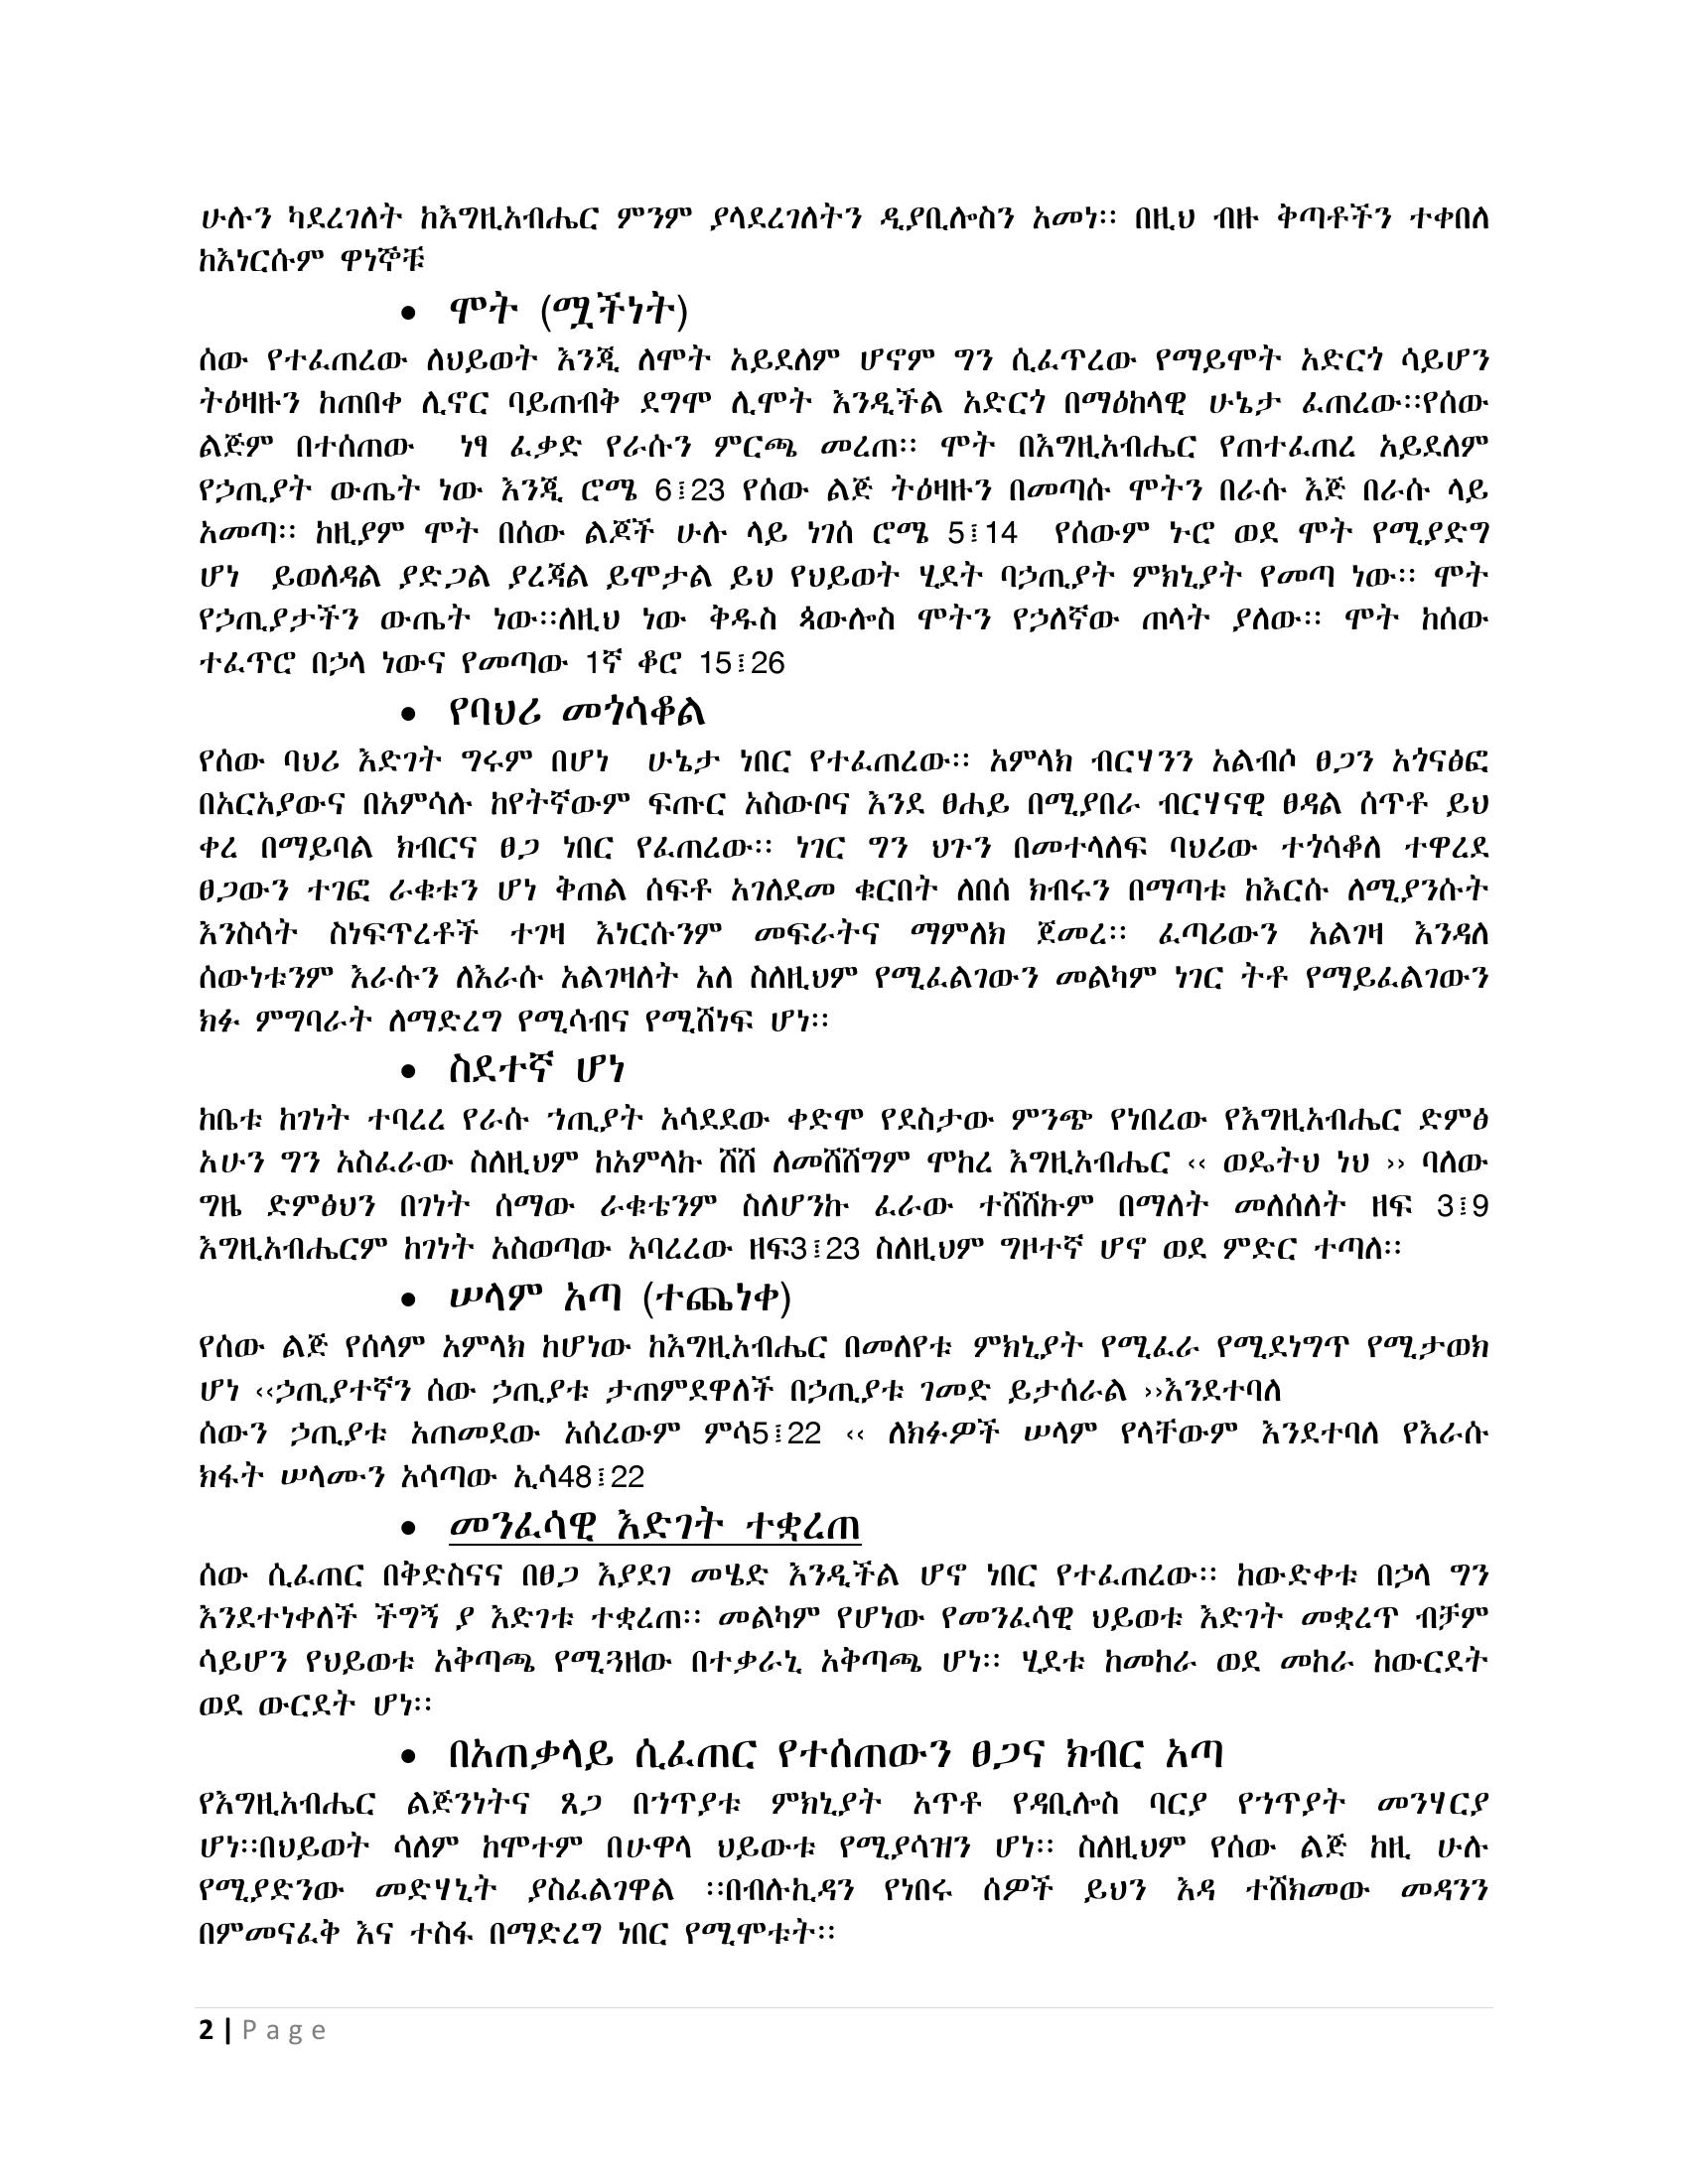 ሁሉን ካደረገለት ከእግዚአብሔር ምንም ያላደረገለትን ዲያቢሎስን አመነ፡፡ በዚህ ብዙ ቅጣቶችን ተቀበለ
ከእነርሱም ዋነኞቹ
• ሞት (ሟችነት)
ሰው የተፈጠረው ለህይወት እንጂ ለሞት አይደለም ሆኖም ግን ሲፈጥረው የማይሞት አድርጎ ሳይሆን
ትዕዛዙን ከጠበቀ ሊኖር ባይጠብቅ ደግሞ ሊሞት እንዲችል አድርጎ በማዕከላዊ ሁኔታ ፈጠረው፡፡የሰው
ልጅም በተሰጠው ነፃ ፈቃድ የራሱን ምርጫ መረጠ፡፡ ሞት በእግዚአብሔር የጠተፈጠረ አይደለም
የኃጢያት ውጤት ነው እንጂ ሮሜ 6፤23 የሰው ልጅ ትዕዛዙን በመጣሱ ሞትን በራሱ እጅ በራሱ ላይ
አመጣ፡፡ ከዚያም ሞት በሰው ልጆች ሁሉ ላይ ነገሰ ሮሜ 5፤14 የሰውም ኑሮ ወደ ሞት የሚያድግ
ሆነ ይወለዳል ያድጋል ያረጃል ይሞታል ይህ የህይወት ሂደት ባኃጢያት ምክኒያት የመጣ ነው፡፡ ሞት
የኃጢያታችን ውጤት ነው፡፡ለዚህ ነው ቅዱስ ጳውሎስ ሞትን የኃለኛው ጠላት ያለው፡፡ ሞት ከሰው
ተፈጥሮ በኃላ ነውና የመጣው 1ኛ ቆሮ 15፤26
• የባህሪ መጎሳቆል
የሰው ባህሪ እድገት ግሩም በሆነ ሁኔታ ነበር የተፈጠረው፡፡ አምላክ ብርሃንን አልብሶ ፀጋን አጎናፅፎ
በአርአያውና በአምሳሉ ከየትኛውም ፍጡር አስውቦና እንደ ፀሐይ በሚያበራ ብርሃናዊ ፀዳል ሰጥቶ ይህ
ቀረ በማይባል ክብርና ፀጋ ነበር የፈጠረው፡፡ ነገር ግን ህጉን በመተላለፍ ባህሪው ተጎሳቆለ ተዋረደ
ፀጋውን ተገፎ ራቁቱን ሆነ ቅጠል ሰፍቶ አገለደመ ቁርበት ለበሰ ክብሩን በማጣቱ ከእርሱ ለሚያንሱት
እንስሳት ስነፍጥረቶች ተገዛ እነርሱንም መፍራትና ማምለክ ጀመረ፡፡ ፈጣሪውን አልገዛ እንዳለ
ሰውነቱንም እራሱን ለእራሱ አልገዛለት አለ ስለዚህም የሚፈልገውን መልካም ነገር ትቶ የማይፈልገውን
ክፉ ምግባራት ለማድረግ የሚሳብና የሚሸነፍ ሆነ፡፡
• ስደተኛ ሆነ
ከቤቱ ከገነት ተባረረ የራሱ ኀጢያት አሳደደው ቀድሞ የደስታው ምንጭ የነበረው የእግዚአብሔር ድምፅ
አሁን ግን አስፈራው ስለዚህም ከአምላኩ ሸሸ ለመሸሸግም ሞከረ እግዚአብሔር ‹‹ ወዴትህ ነህ ›› ባለው
ግዜ ድምፅህን በገነት ሰማው ራቁቴንም ስለሆንኩ ፈራው ተሸሸኩም በማለት መለሰለት ዘፍ 3፤9
እግዚአብሔርም ከገነት አስወጣው አባረረው ዘፍ3፤23 ስለዚህም ግዞተኛ ሆኖ ወደ ምድር ተጣለ፡፡
• ሠላም አጣ (ተጨነቀ)
የሰው ልጅ የሰላም አምላክ ከሆነው ከእግዚአብሔር በመለየቱ ምክኒያት የሚፈራ የሚደነግጥ የሚታወክ
ሆነ ‹‹ኃጢያተኛን ሰው ኃጢያቱ ታጠምደዋለች በኃጢያቱ ገመድ ይታሰራል ››እንደተባለ
ሰውን ኃጢያቱ አጠመደው አሰረውም ምሳ5፤22 ‹‹ ለክፉዎች ሠላም የላቸውም እንደተባለ የእራሱ
ክፋት ሠላሙን አሳጣው ኢሳ48፤22
• መንፈሳዊ እድገት ተቋረጠ
ሰው ሲፈጠር በቅድስናና በፀጋ እያደገ መሄድ እንዲችል ሆኖ ነበር የተፈጠረው፡፡ ከውድቀቱ በኃላ ግን
እንደተነቀለች ችግኝ ያ እድገቱ ተቋረጠ፡፡ መልካም የሆነው የመንፈሳዊ ህይወቱ እድገት መቋረጥ ብቻም
ሳይሆን የህይወቱ አቅጣጫ የሚጓዘው በተቃራኒ አቅጣጫ ሆነ፡፡ ሂደቱ ከመከራ ወደ መከራ ከውርደት
ወደ ውርደት ሆነ፡፡
• በአጠቃላይ ሲፈጠር የተሰጠውን ፀጋና ክብር አጣ
የእግዚአብሔር ልጅንነትና ጸጋ በኀጥያቱ ምክኒያት አጥቶ የዳቢሎስ ባርያ የኀጥያት መንሃርያ
ሆነ፡፡በህይወት ሳለም ከሞተም በሁዋላ ህይውቱ የሚያሳዝን ሆነ፡፡ ስለዚህም የሰው ልጅ ከዚ ሁሉ
የሚያድንው መድሃኒት ያስፈልገዋል ፡፡በብሉኪዳን የነበሩ ሰዎች ይህን እዳ ተሸክመው መዳንን
በምመናፈቅ እና ተስፋ በማድረግ ነበር የሚሞቱት፡፡
2 | Page